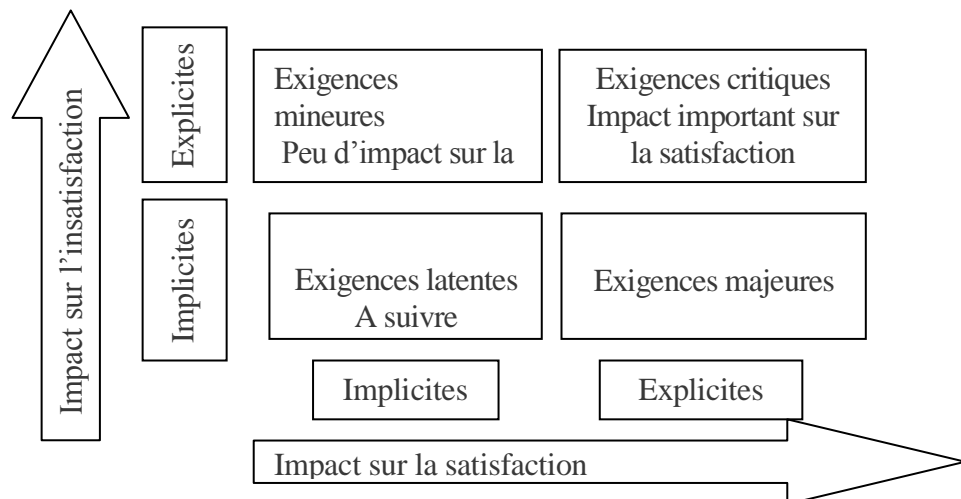 Impact sur l’insatisfaction
Explicites
Exigences
mineures
Peu d’impact sur la
Exigences critiques
Impact important sur
la satisfaction
Implicites
Exigences latentes
A suivre
Exigences majeures
Implicites
Explicites
Impact sur la satisfaction